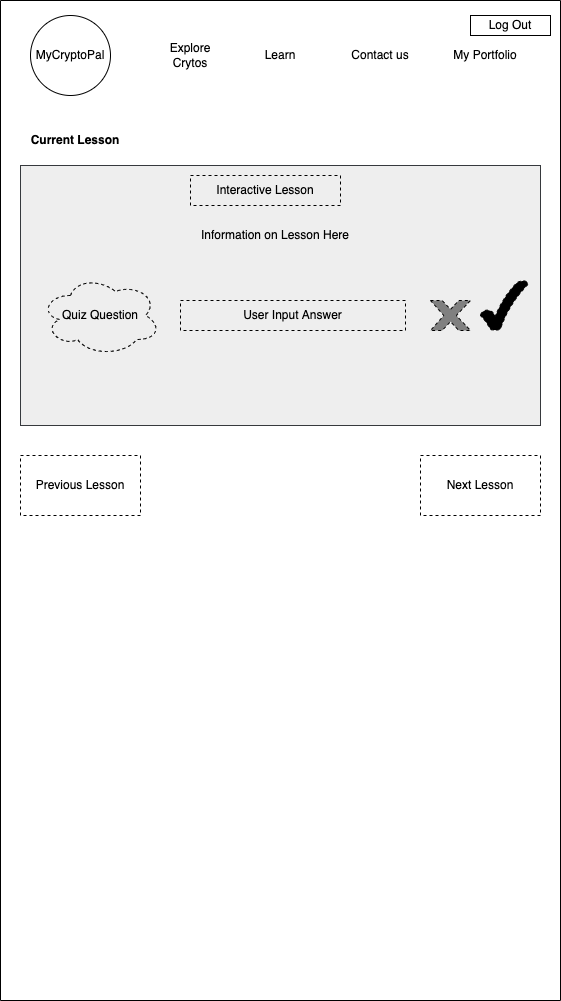 Log Out
MyCryptoPal
Explore
Crytos
Learn
Contact us
My Portfolio
Current Lesson
Interactive Lesson
Information on Lesson Here
Quiz Question
User Input Answer
Previous Lesson
Next Lesson